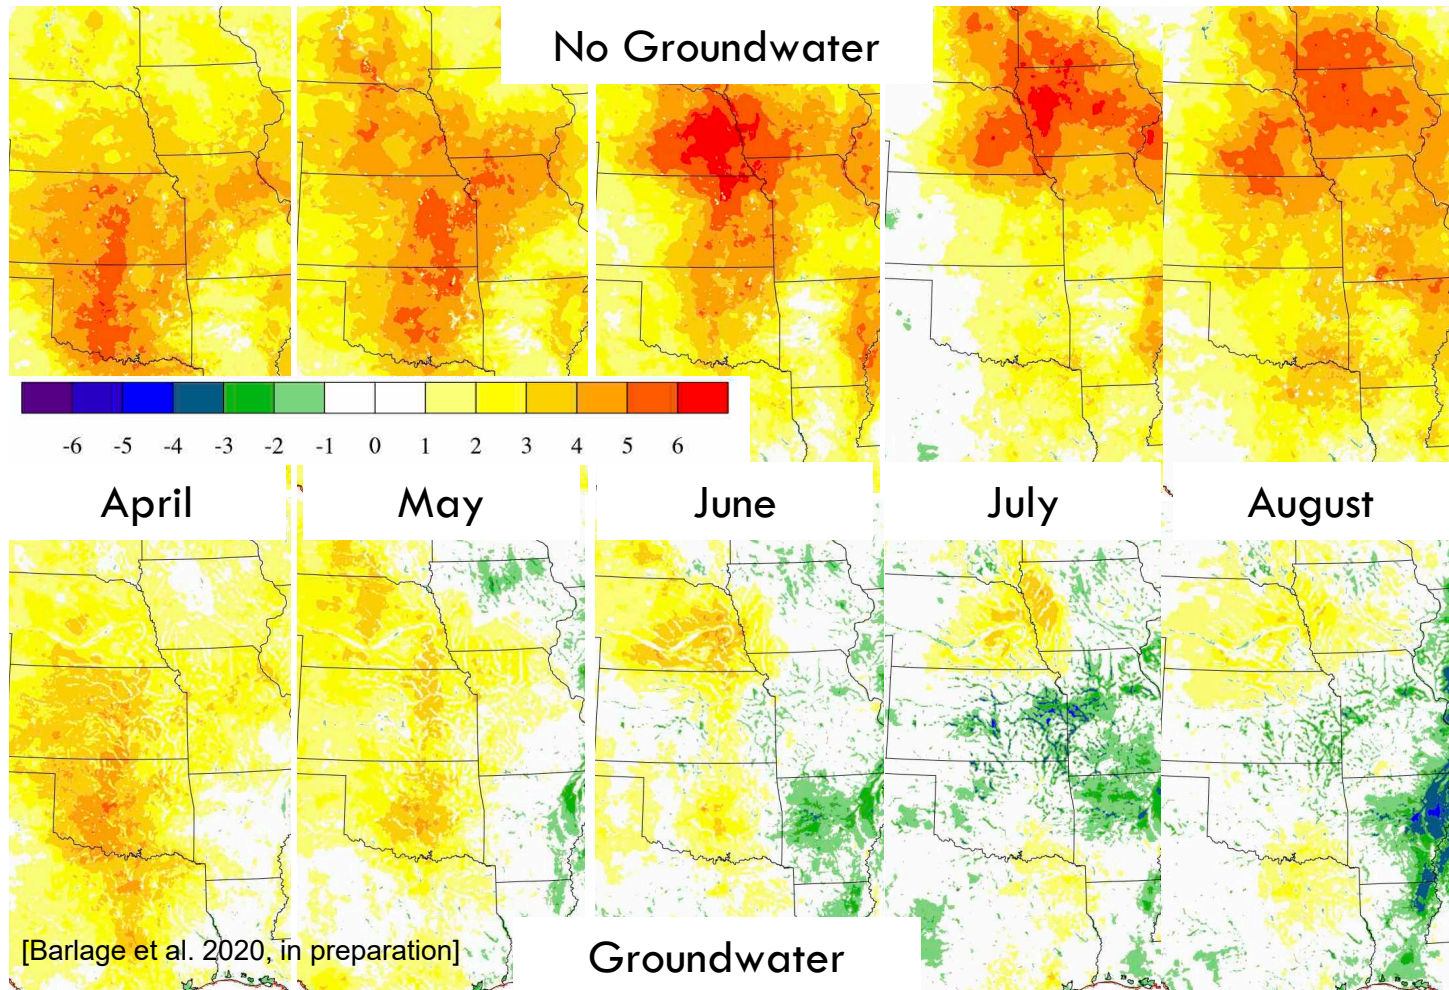 No Groundwater
-6 -5 -4 -3 -2 -1 0 1 2 3 4 5 6
April May June July August
[Barlage et al. 2020, in preparation]
Groundwater